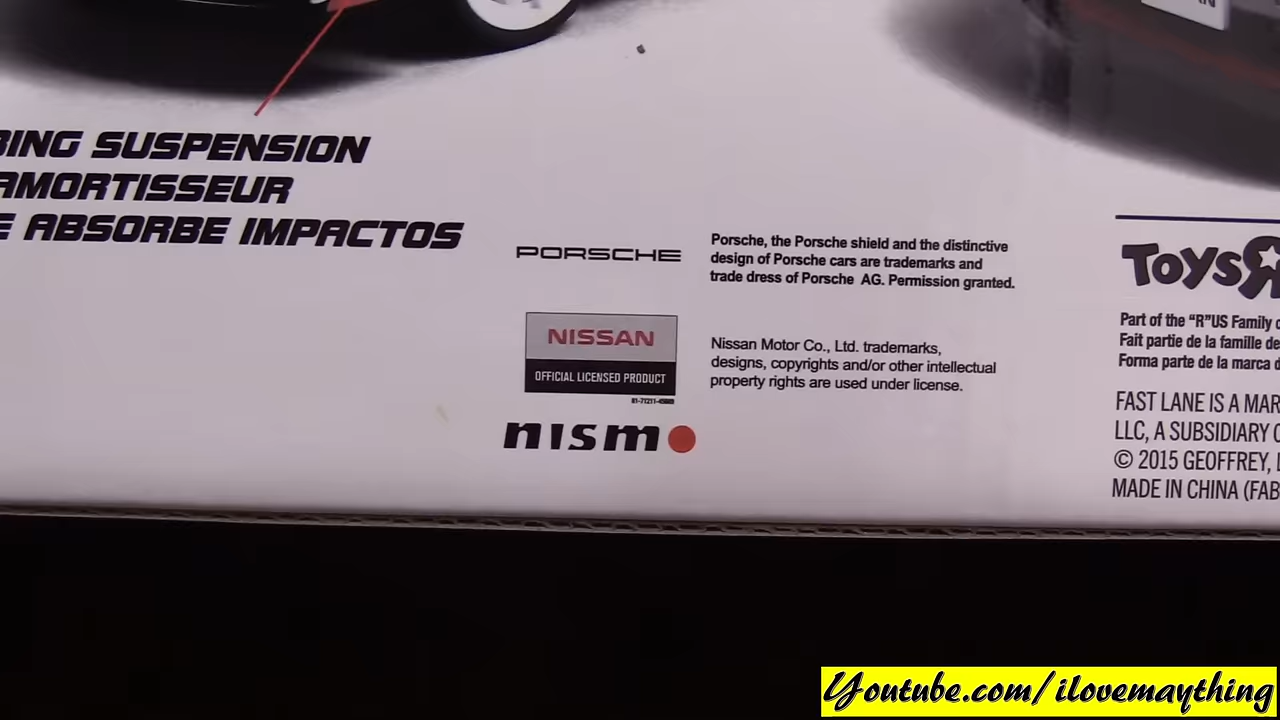 SUSPENSION
AMORTISSEUR
ABSORBE IMPACTOS
PORSCHE
Porsche, the Porsche shield and the distinctive
design of Porsche cars are trademarks and
trade dress of Porsche AG. Permission granted.
NISSAN
OFFICIAL LICENSED PRODUCT
Nissan Motor Co., Ltd. trademarks,
designs, copyrights and/or other intellectual
property rights are used under license.
nismo
Toys R
Part of the "R"US Family
Fait partie de la famille de
Forma parte de la marca
FAST LANE IS A
LLC, A SUBSIDIARY
© 2015 GEOFFREY,
MADE IN CHINA
Youtube.com/ilovemaything